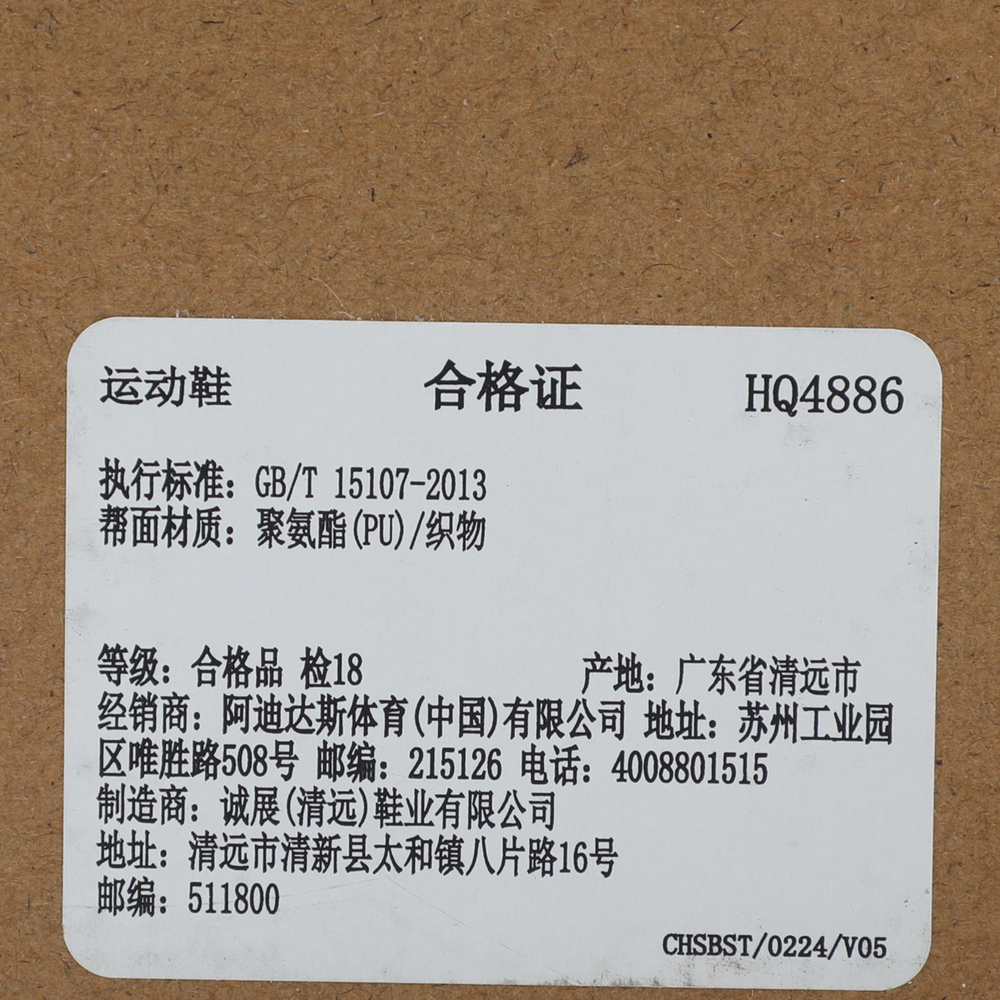 运动鞋 合格证 HQ4886
执行标准：GB/T 15107-2013
帮面材质：聚氨酯(PU)/织物
等级：合格品 检18 产地：广东省清远市
经销商：阿迪达斯体育(中国)有限公司 地址：苏州工业园
区唯胜路508号 邮编：215126 电话：4008801515
制造商：诚展(清远)鞋业有限公司
地址：清远市清新县太和镇八片路16号
邮编：511800
CHSBST/0224/V05